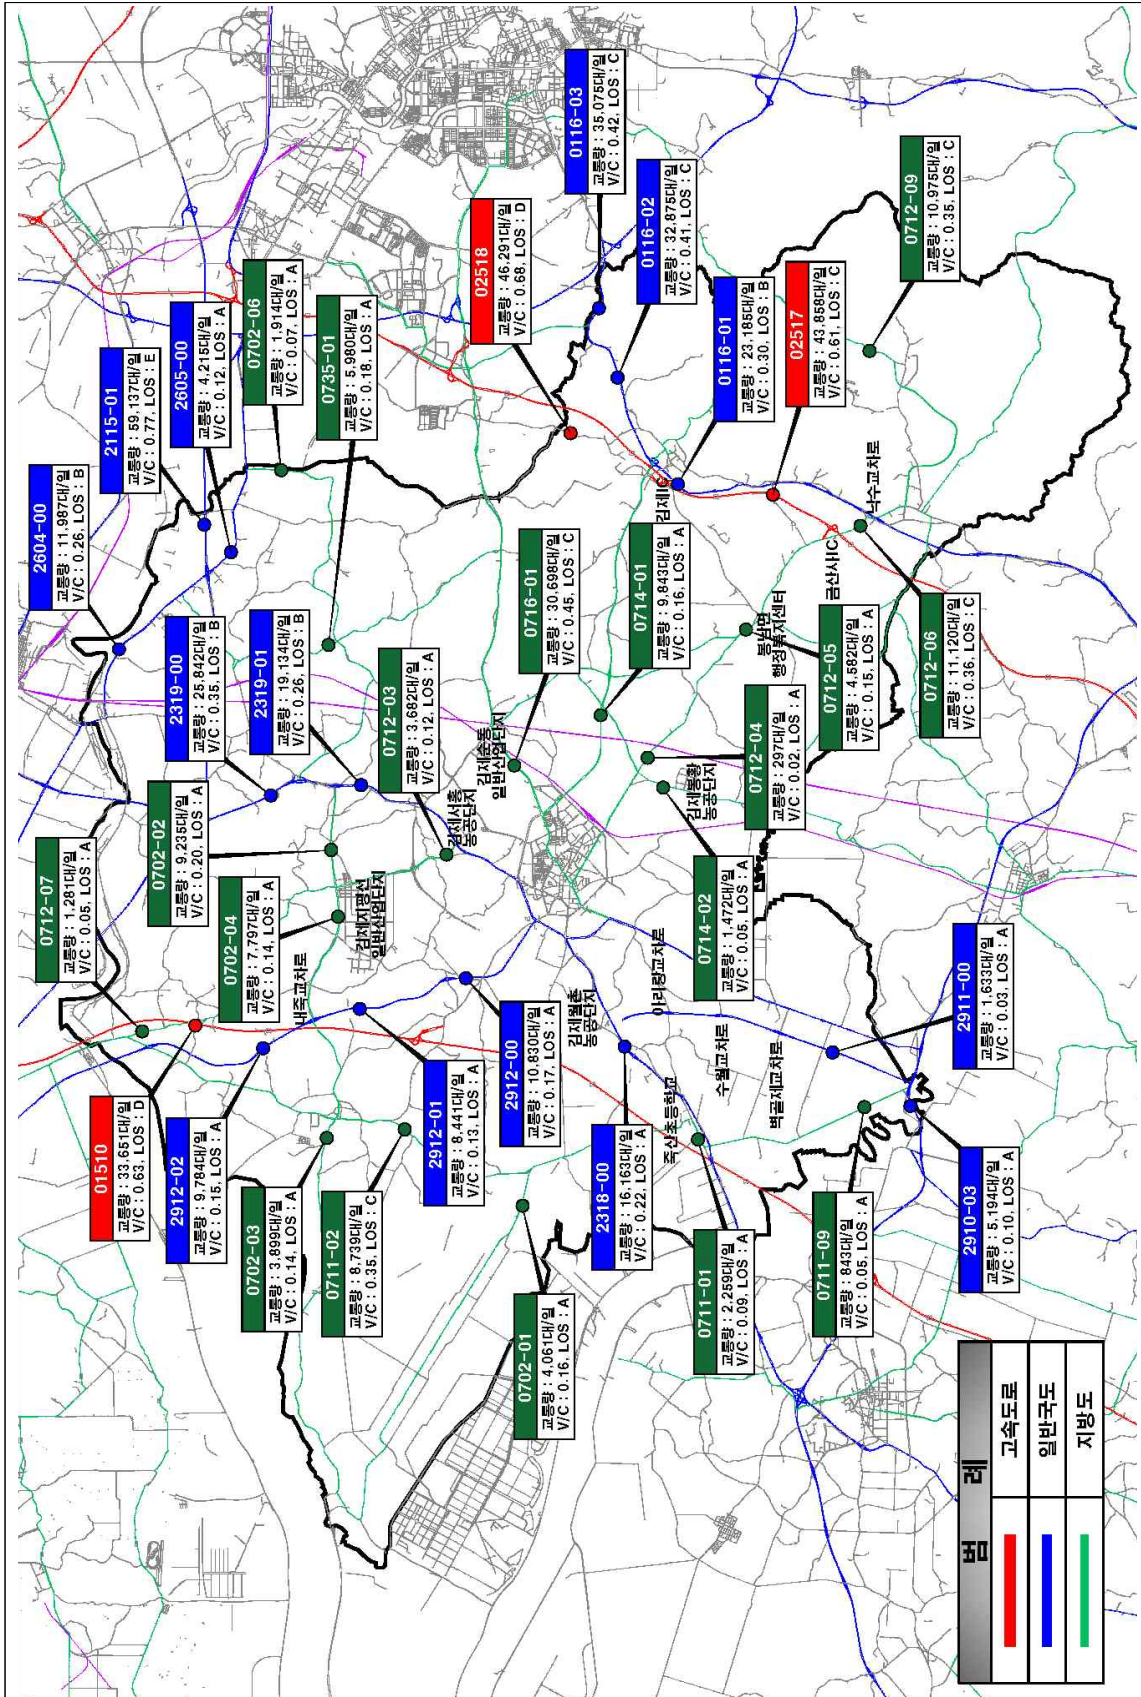 2604-00
교통량 : 11,987대/일
V/C : 0.26, LOS : B
2115-01
교통량 : 59,137대/일
V/C : 0.77, LOS : E
2605-00
교통량 : 4,215대/일
V/C : 0.12, LOS : A
0702-06
교통량 : 1,914대/일
V/C : 0.07, LOS : A
0735-01
교통량 : 5,980대/일
V/C : 0.18, LOS : A
02518
교통량 : 46,291대/일
V/C : 0.68, LOS : D
0116-03
교통량 : 35,075대/일
V/C : 0.42, LOS : C
0116-02
교통량 : 32,875대/일
V/C : 0.41, LOS : C
0116-01
교통량 : 23,185대/일
V/C : 0.30, LOS : B
02517
교통량 : 43,858대/일
V/C : 0.61, LOS : C
0712-09
교통량 : 10,975대/일
V/C : 0.35, LOS : C
0712-07
교통량 : 1,281대/일
V/C : 0.05, LOS : A
0702-02
교통량 : 9,235대/일
V/C : 0.20, LOS : A
2319-00
교통량 : 25,842대/일
V/C : 0.35, LOS : B
2319-01
교통량 : 19,134대/일
V/C : 0.26, LOS : B
0712-03
교통량 : 3,682대/일
V/C : 0.12, LOS : A
0716-01
교통량 : 30,698대/일
V/C : 0.45, LOS : C
0714-01
교통량 : 9,843대/일
V/C : 0.16, LOS : A
0712-04
교통량 : 297대/일
V/C : 0.02, LOS : A
0712-05
교통량 : 4,582대/일
V/C : 0.15, LOS : A
0712-06
교통량 : 11,120대/일
V/C : 0.36, LOS : C
0702-04
교통량 : 7,797대/일
V/C : 0.14, LOS : A
0714-02
교통량 : 1,472대/일
V/C : 0.05, LOS : A
01510
교통량 : 33,651대/일
V/C : 0.63, LOS : D
2912-02
교통량 : 9,784대/일
V/C : 0.15, LOS : A
0702-03
교통량 : 3,899대/일
V/C : 0.14, LOS : A
0711-02
교통량 : 8,739대/일
V/C : 0.35, LOS : C
2912-01
교통량 : 8,441대/일
V/C : 0.13, LOS : A
2912-00
교통량 : 10,830대/일
V/C : 0.17, LOS : A
2318-00
교통량 : 16,163대/일
V/C : 0.22, LOS : A
0702-01
교통량 : 4,061대/일
V/C : 0.16, LOS : A
0711-01
교통량 : 2,269대/일
V/C : 0.09, LOS : A
0711-09
교통량 : 843대/일
V/C : 0.05, LOS : A
2910-03
교통량 : 5,194대/일
V/C : 0.10, LOS : A
2911-00
교통량 : 1,633대/일
V/C : 0.03, LOS : A
내죽교차로
김제지평선
일반산업단지
김제서흥
농공단지
김제순동
일반산업단지
김제월촌
농공단지
아리랑교차로
죽산초등학교
수월교차로
벽골제교차로
김제봉황
농공단지
봉남면
행정복지센터
김제IC
금산사IC
낙수교차로
범 례
고속도로
일반국도
지방도